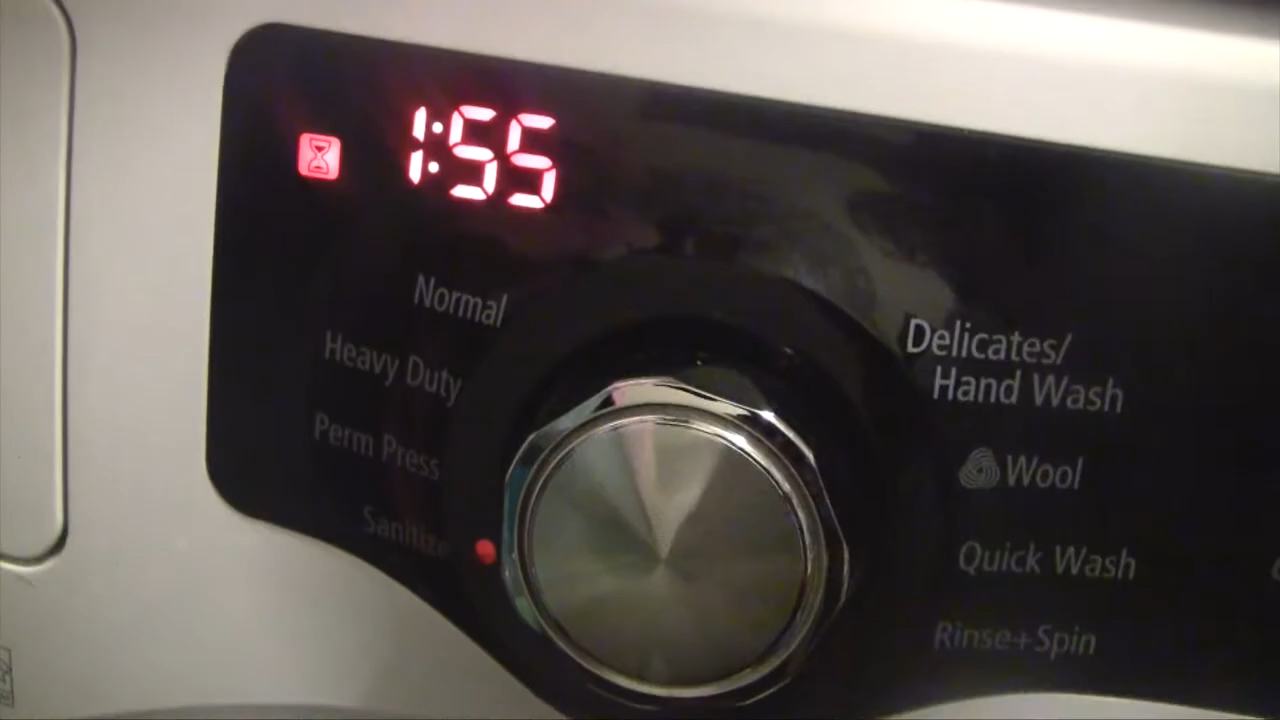 1:55
Normal
Heavy Duty
Perm Press
Sanitize
Delicates/
Hand Wash
Wool
Quick Wash
Rinse+Spin